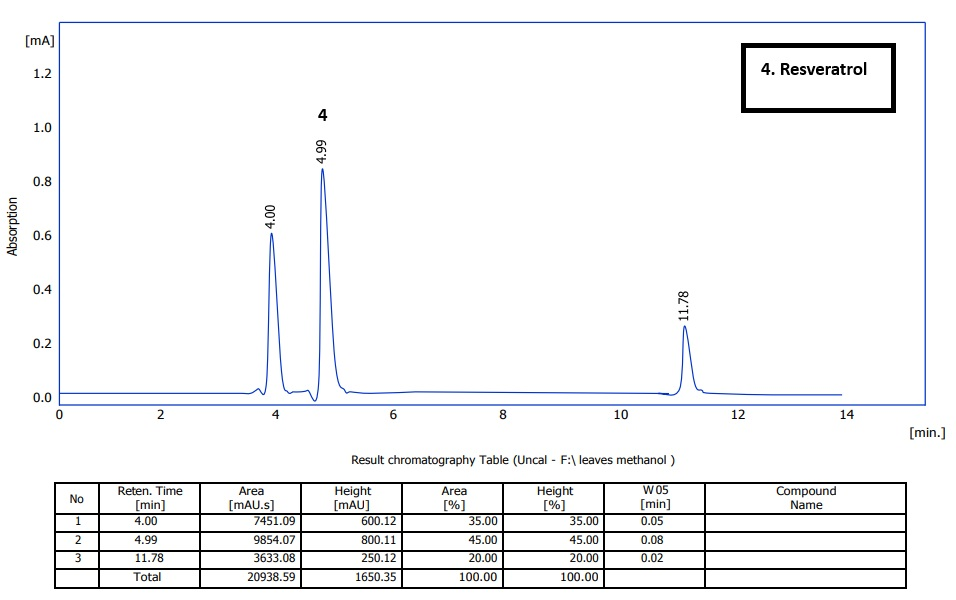 [mA]
4. Resveratrol
1.2
1.0
0.8
0.6
0.4
0.2
0.0
Absorption
4
4.00
4.99
11.78
0 2 4 6 8 10 12 14
[min.]
Result chromatography Table (Uncal - F:\ leaves methanol )
No Reten. Time [min] Area [mAU.s] Height [mAU] Area [%] Height [%] W05 [min] Compound Name
1 4.00 7451.09 600.12 35.00 35.00 0.05
2 4.99 9854.07 800.11 45.00 45.00 0.08
3 11.78 3633.08 250.12 20.00 20.00 0.02
Total 20938.59 1650.35 100.00 100.00